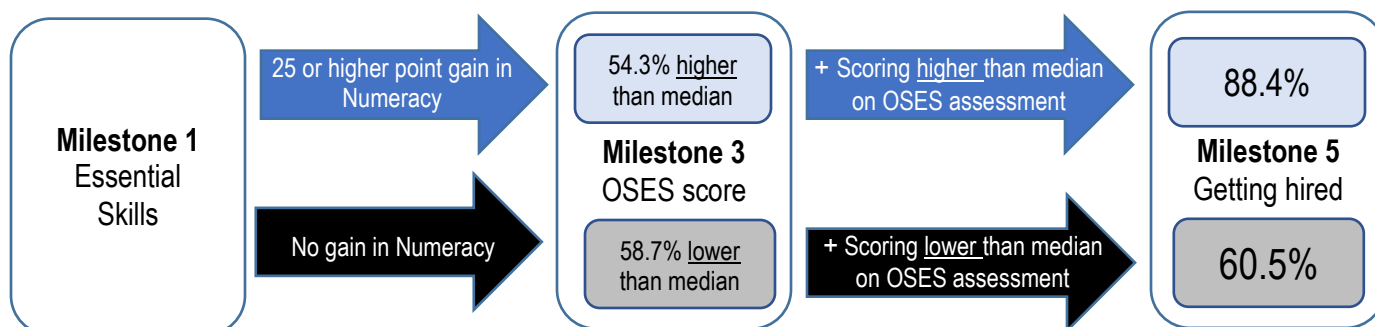 Milestone 1
Essential
Skills
25 or higher point gain in
Numeracy
No gain in Numeracy
54.3% higher
than median
Milestone 3
OSES score
58.7% lower
than median
+ Scoring higher than median
on OSES assessment
+ Scoring lower than median
on OSES assessment
88.4%
Milestone 5
Getting hired
60.5%